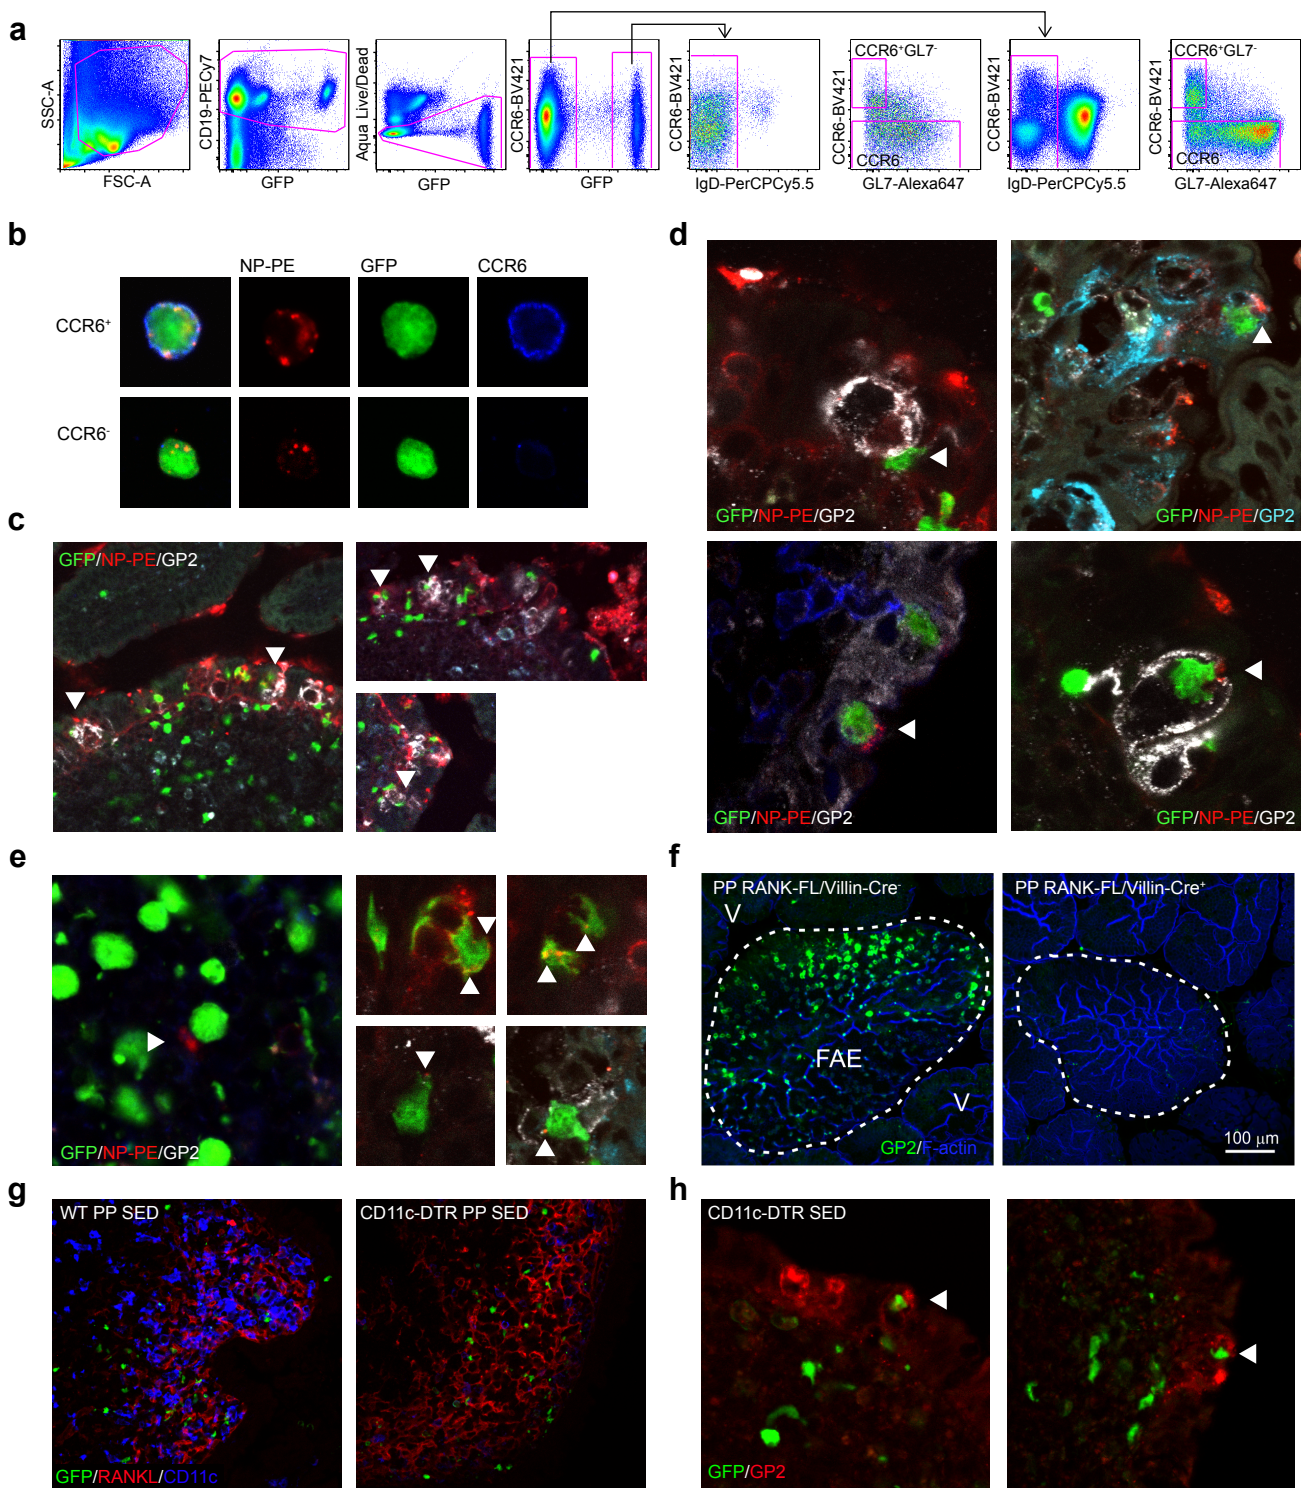 a
SSC-A
FSC-A
CD19-PECy7
GFP
Aqua Live/Dead
GFP
CCR6-BV421
GFP
CCR6-BV421
IgD-PerCPCy5.5
CCR6-BV421
CCR6⁺GL7⁻
CCR6⁻
GL7-Alexa647
CCR6-BV421
IgD-PerCPCy5.5
CCR6-BV421
CCR6⁺GL7⁻
CCR6⁻
GL7-Alexa647
b
NP-PE
GFP
CCR6
CCR6⁺
CCR6⁻
c
GFP/NP-PE/GP2
d
GFP/NP-PE/GP2
GFP/NP-PE/GP2
GFP/NP-PE/GP2
GFP/NP-PE/GP2
e
GFP/NP-PE/GP2
f
PP RANK-FL/Villin-Cre⁻
V
FAE
V
GP2/F-actin
PP RANK-FL/Villin-Cre⁺
100 µm
g
WT PP SED
GFP/RANKL/CD11c
CD11c-DTR PP SED
h
CD11c-DTR SED
GFP/GP2